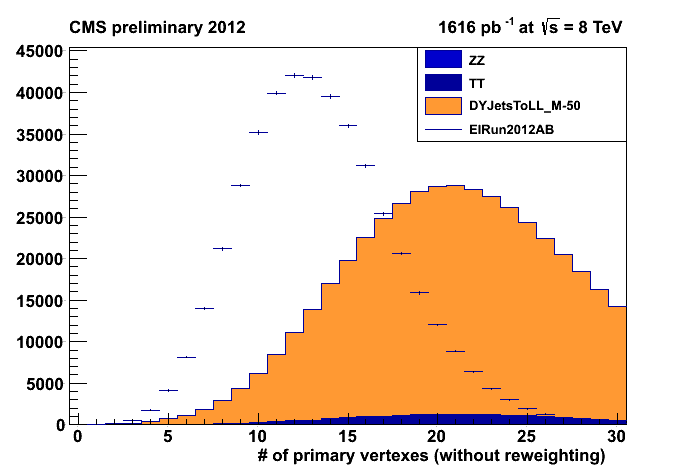 CMS preliminary 2012
1616 pb⁻¹ at √s = 8 TeV
45000
40000
35000
30000
25000
20000
15000
10000
5000
0
ZZ
TT
DYJetsToLL_M-50
ElRun2012AB
0 5 10 15 20 25 30
# of primary vertexes (without reweighting)